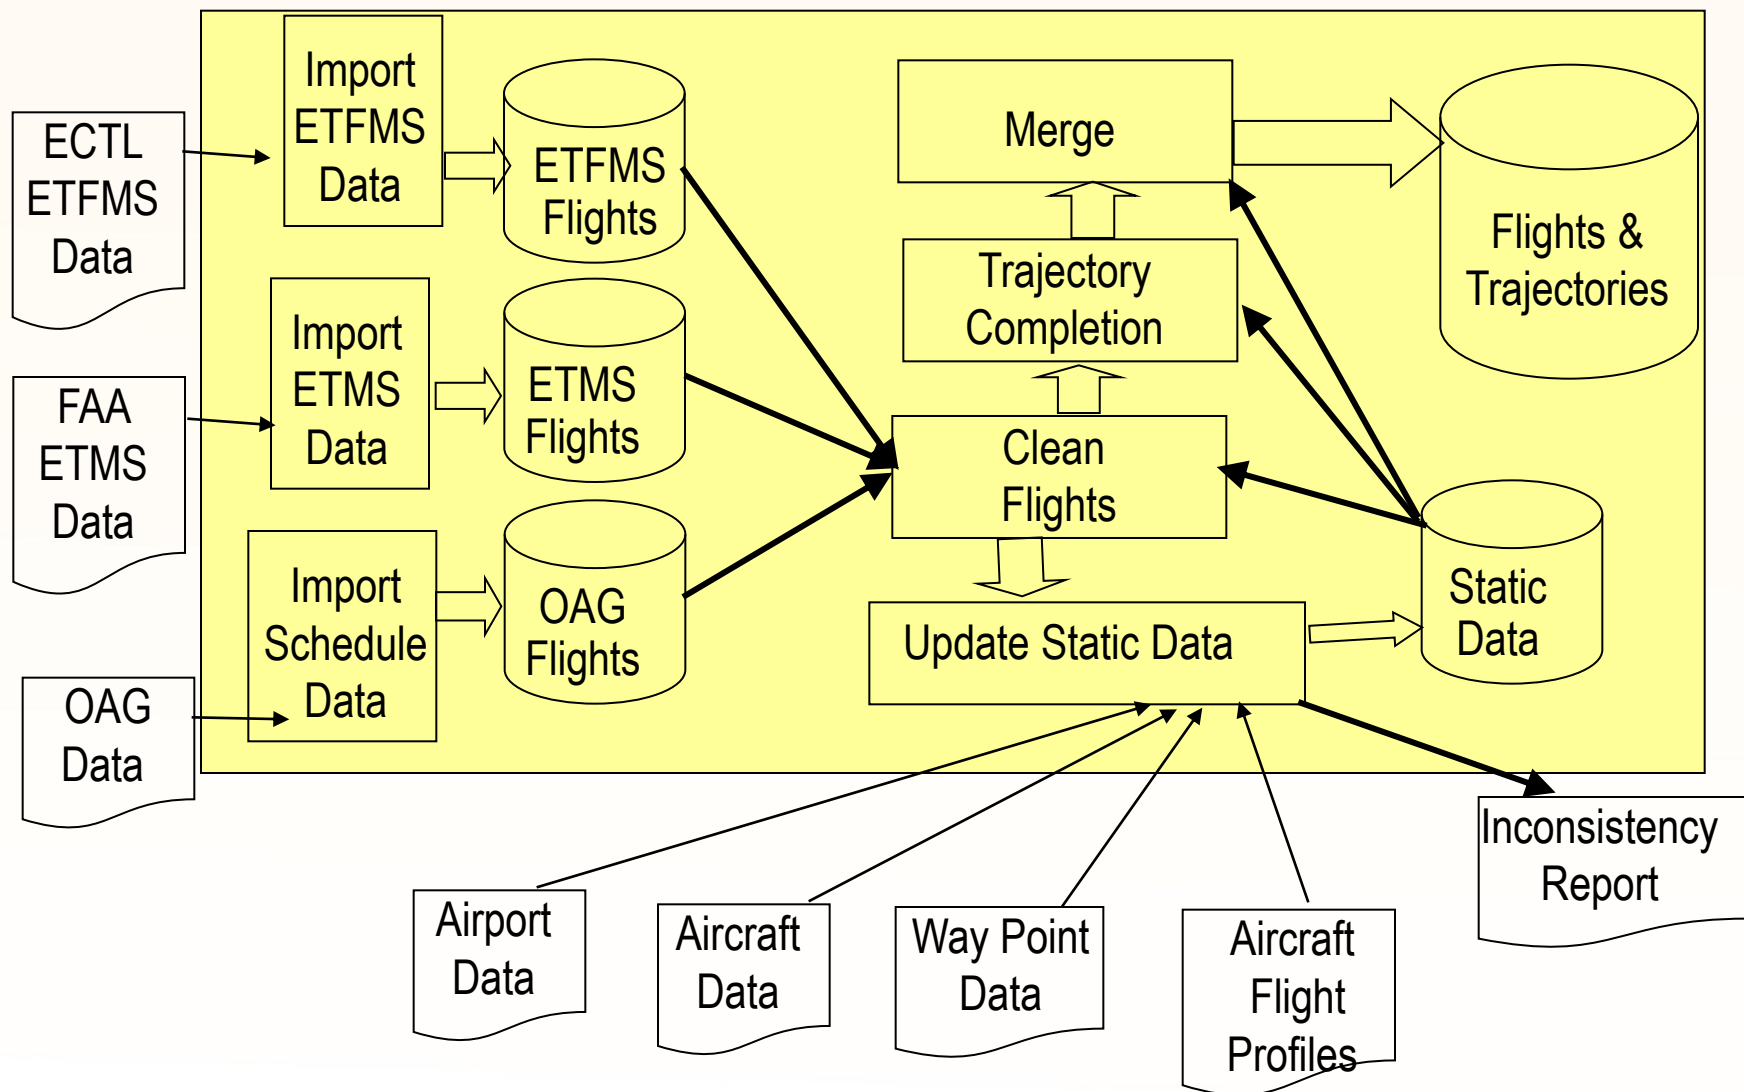 ECTL
ETFMS
Data
FAA
ETMS
Data
OAG
Data
Import
ETFMS
Data
Import
ETMS
Data
Import
Schedule
Data
ETFMS
Flights
ETMS
Flights
OAG
Flights
Merge
Trajectory
Completion
Clean
Flights
Update Static Data
Flights &
Trajectories
Static
Data
Airport
Data
Aircraft
Data
Way Point
Data
Aircraft
Flight
Profiles
Inconsistency
Report